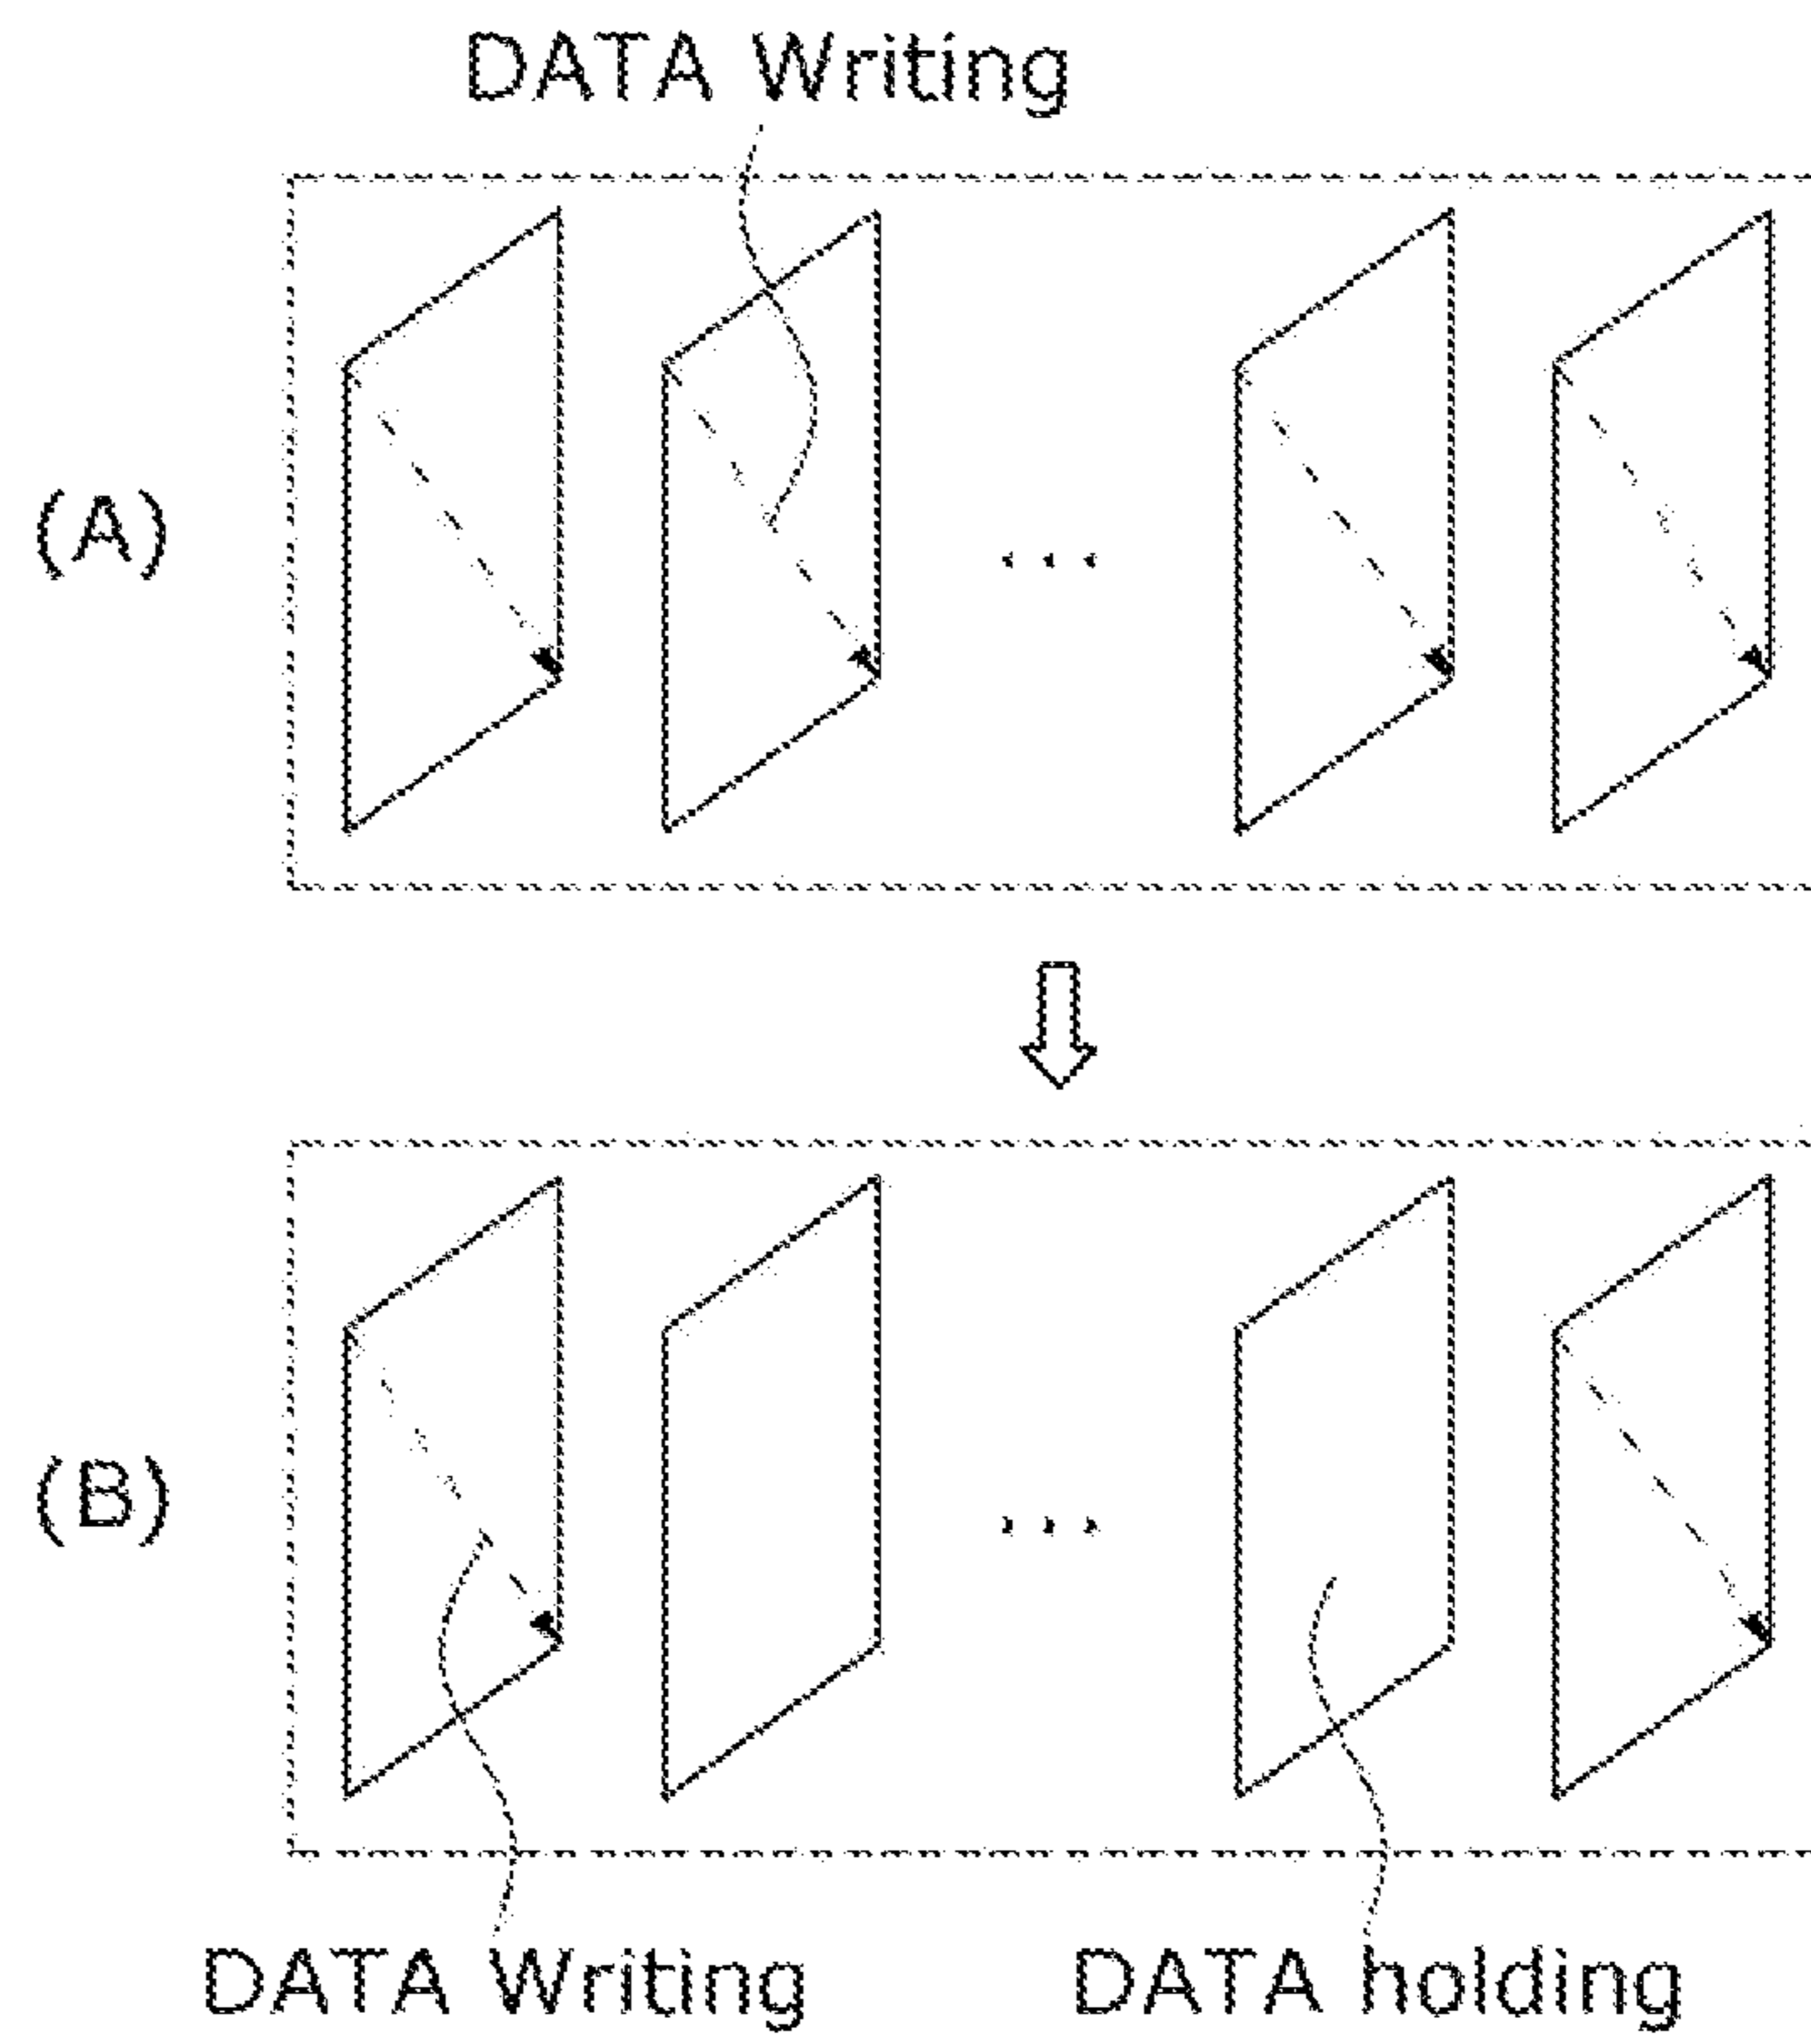 DATA Writing
(A)
...
(B)
...
DATA Writing
DATA holding